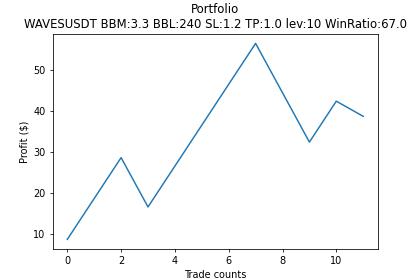 Portfolio
WAVESUSDT BBM:3.3 BBL:240 SL:1.2 TP:1.0 lev:10 WinRatio:67.0
Profit ($)
50
40
30
20
10
0 2 4 6 8 10
Trade counts